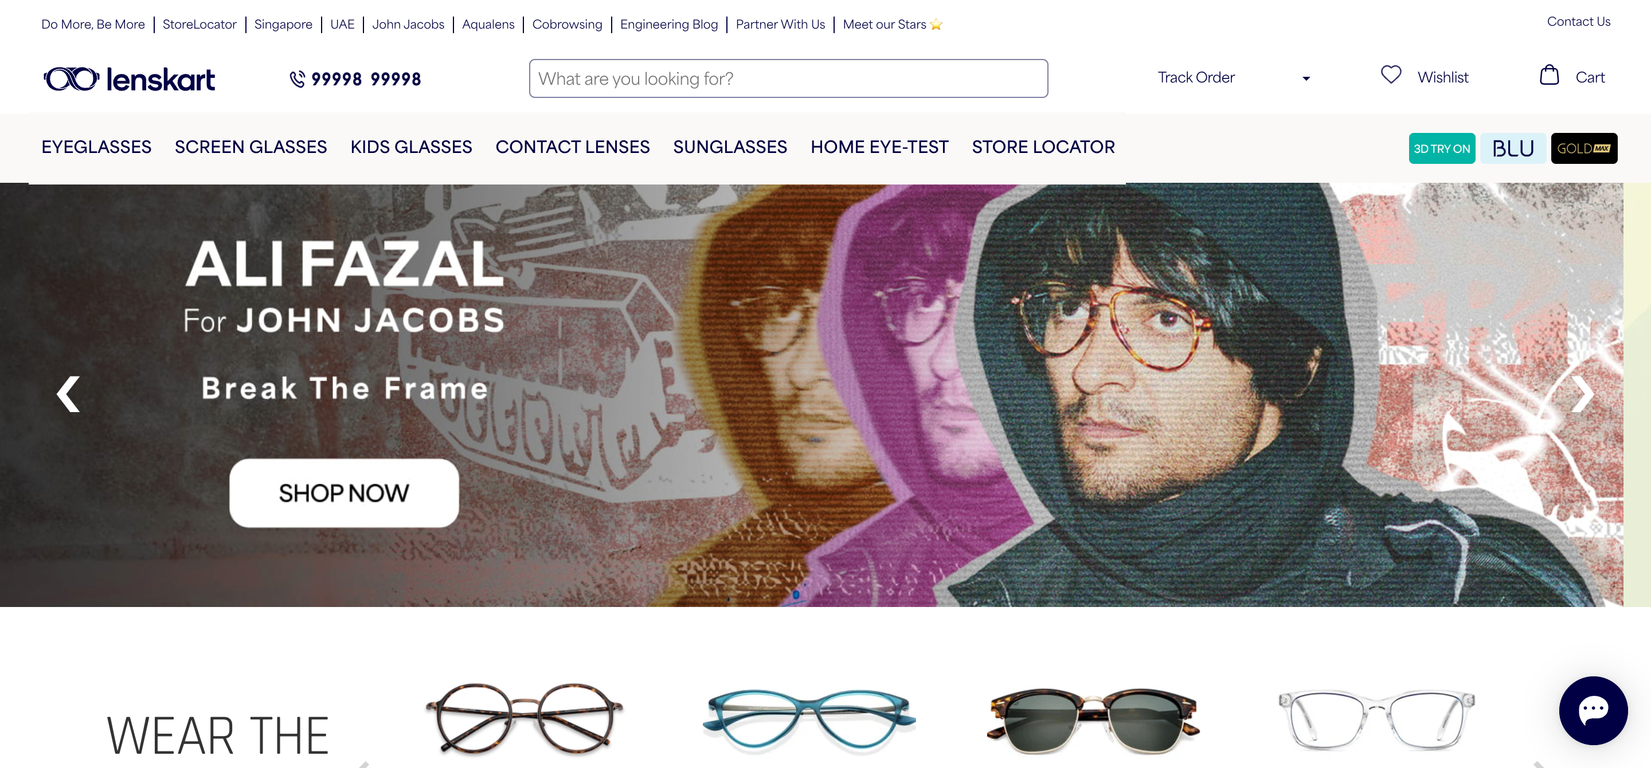 Do More, Be More | StoreLocator | Singapore | UAE | John Jacobs | Aqualens | Cobrowsing | Engineering Blog | Partner With Us | Meet our Stars ⭐
Contact Us
lenskart
99998 99998
What are you looking for?
Track Order
Wishlist
Cart
EYEGLASSES SCREEN GLASSES KIDS GLASSES CONTACT LENSES SUNGLASSES HOME EYE-TEST STORE LOCATOR
3D TRY ON
BLU
GOLD MAX
ALI FAZAL
For JOHN JACOBS
Break The Frame
SHOP NOW
WEAR THE